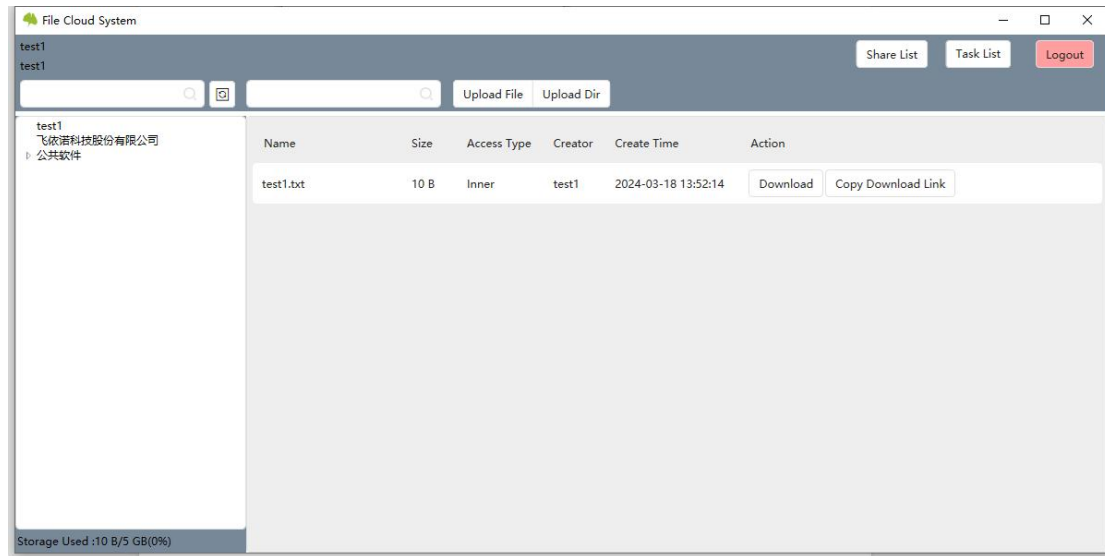 File Cloud System
test1
test1
Share List Task List Logout
Upload File Upload Dir
test1
飞依诺科技股份有限公司
公共软件
Name Size Access Type Creator Create Time Action
test1.txt 10 B Inner test1 2024-03-18 13:52:14 Download Copy Download Link
Storage Used :10 B/5 GB(0%)